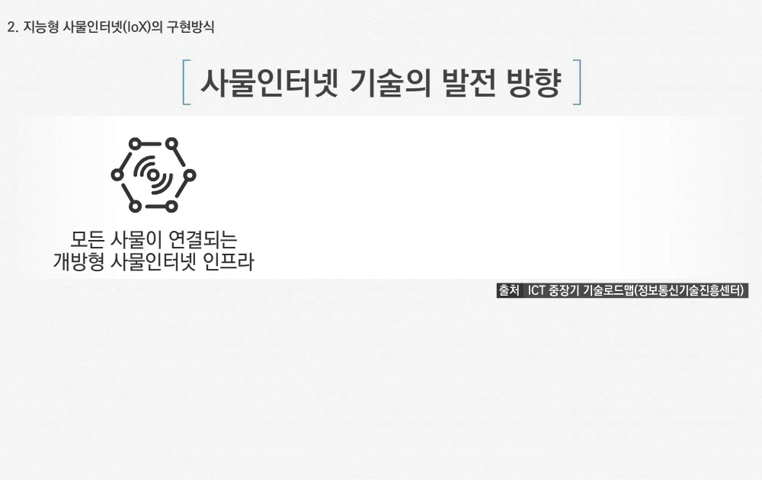 2. 지능형 사물인터넷(IoX)의 구현방식
사물인터넷 기술의 발전 방향
모든 사물이 연결되는
개방형 사물인터넷 인프라
출처 ICT 중장기 기술로드맵(정보통신기술진흥센터)